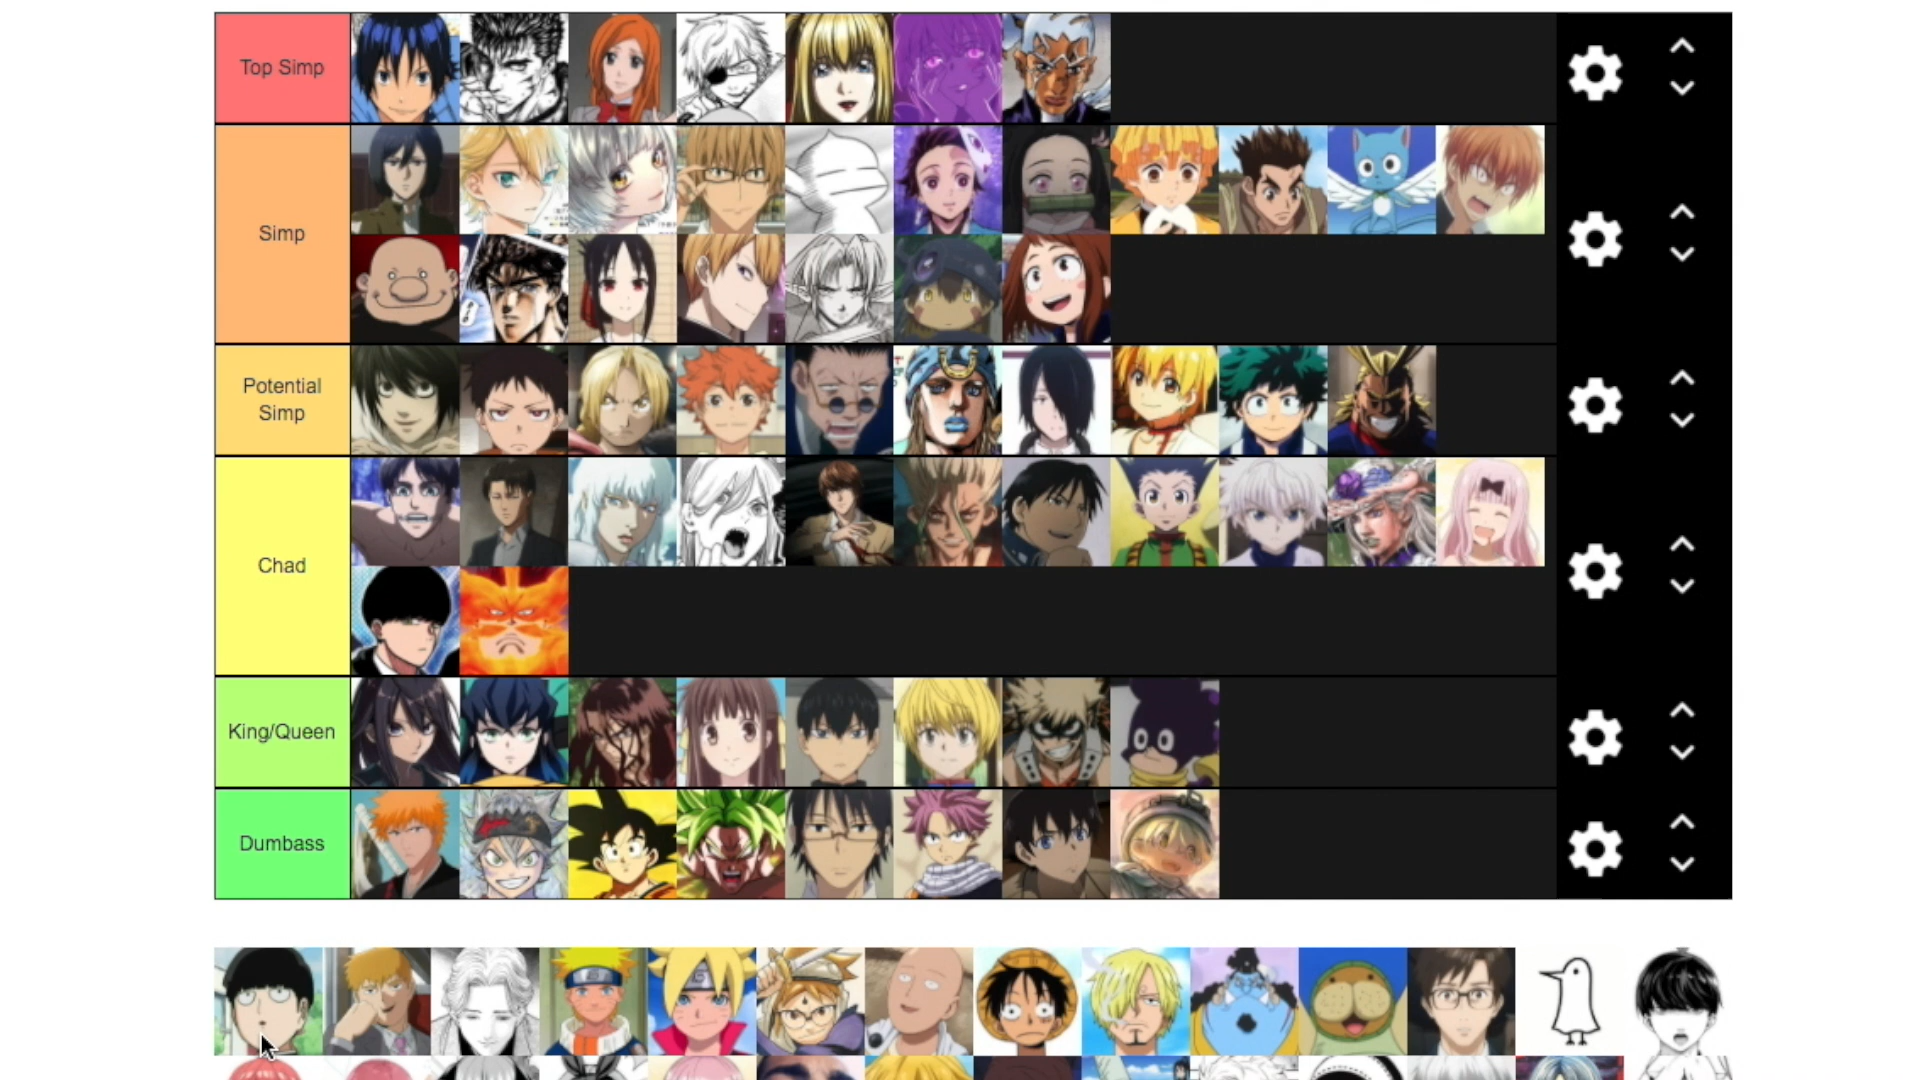 Top Simp
Simp
Potential
Simp
Chad
King/Queen
Dumbass